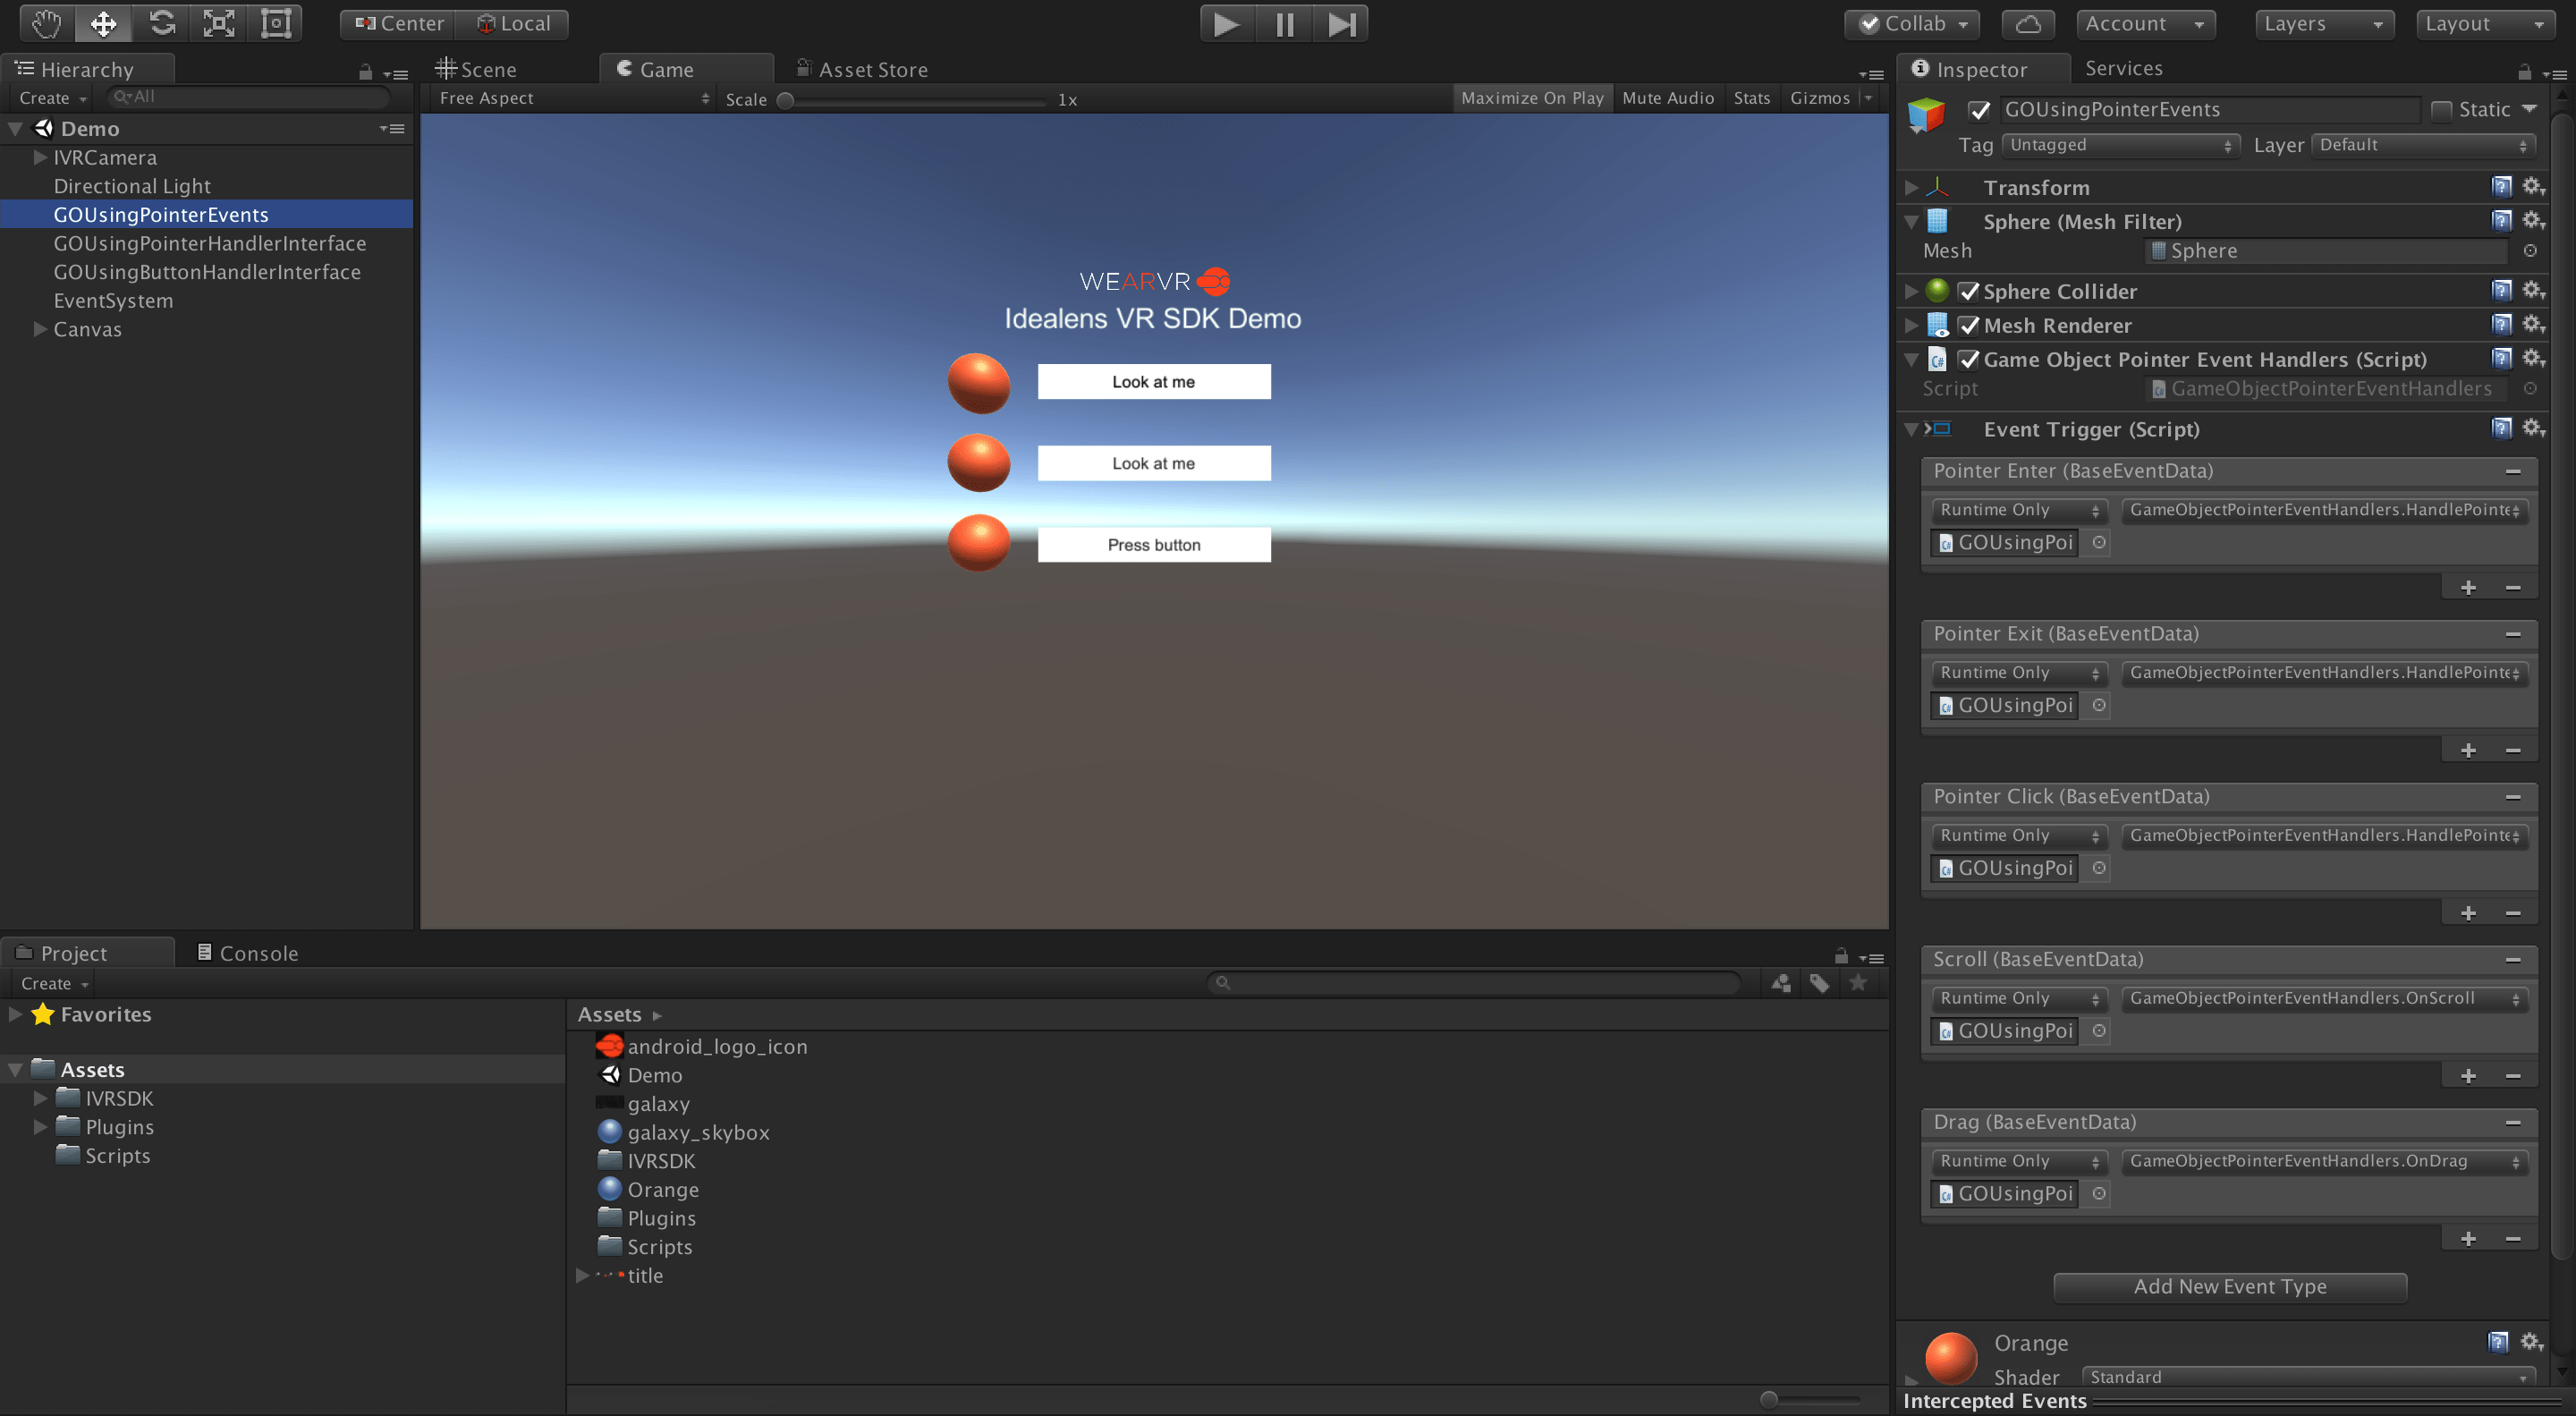 Center Local
Collab Account Layers Layout
Hierarchy
Create All
Demo
IVRCamera
Directional Light
GOUsingPointerEvents
GOUsingPointerHandlerInterface
GOUsingButtonHandlerInterface
EventSystem
Canvas
Scene Game Asset Store
Free Aspect Scale 1x Maximize On Play Mute Audio Stats Gizmos
WEARVR
Idealens VR SDK Demo
Look at me
Look at me
Press button
Inspector Services
GOUsingPointerEvents Static
Tag Untagged Layer Default
Transform
Sphere (Mesh Filter)
Mesh Sphere
Sphere Collider
Mesh Renderer
Game Object Pointer Event Handlers (Script)
Script GameObjectPointerEventHandlers
Event Trigger (Script)
Pointer Enter (BaseEventData)
Runtime Only GameObjectPointerEventHandlers.HandlePointe
GOUsingPoi
Pointer Exit (BaseEventData)
Runtime Only GameObjectPointerEventHandlers.HandlePointe
GOUsingPoi
Pointer Click (BaseEventData)
Runtime Only GameObjectPointerEventHandlers.HandlePointe
GOUsingPoi
Scroll (BaseEventData)
Runtime Only GameObjectPointerEventHandlers.OnScroll
GOUsingPoi
Drag (BaseEventData)
Runtime Only GameObjectPointerEventHandlers.OnDrag
GOUsingPoi
Add New Event Type
Orange
Shader Standard
Intercepted Events
Project Console
Create
Favorites
Assets
IVRSDK
Plugins
Scripts
Assets
android_logo_icon
Demo
galaxy
galaxy_skybox
IVRSDK
Orange
Plugins
Scripts
title